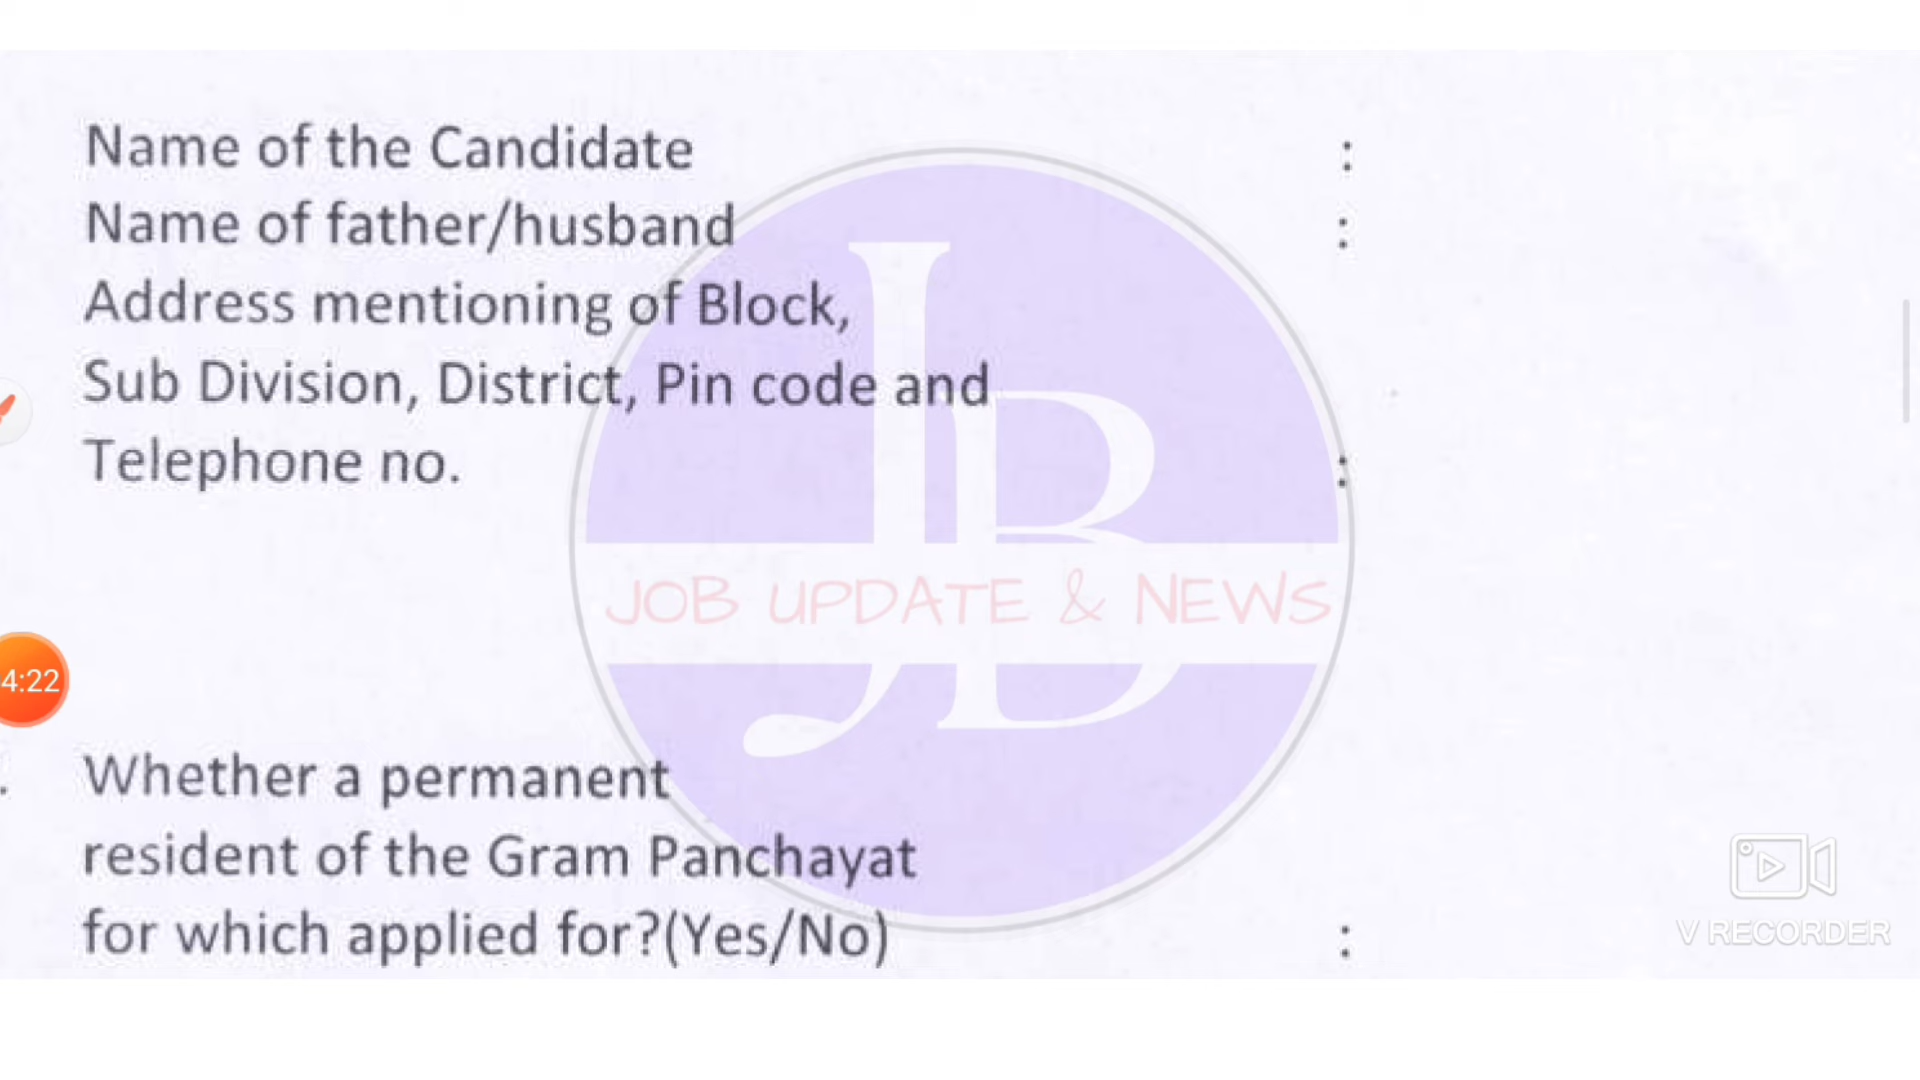 Name of the Candidate :
Name of father/husband :
Address mentioning of Block,
Sub Division, District, Pin code and
Telephone no. :
JB
JOB UPDATE & NEWS
4:22
. Whether a permanent
resident of the Gram Panchayat
for which applied for?(Yes/No) :
V RECORDER